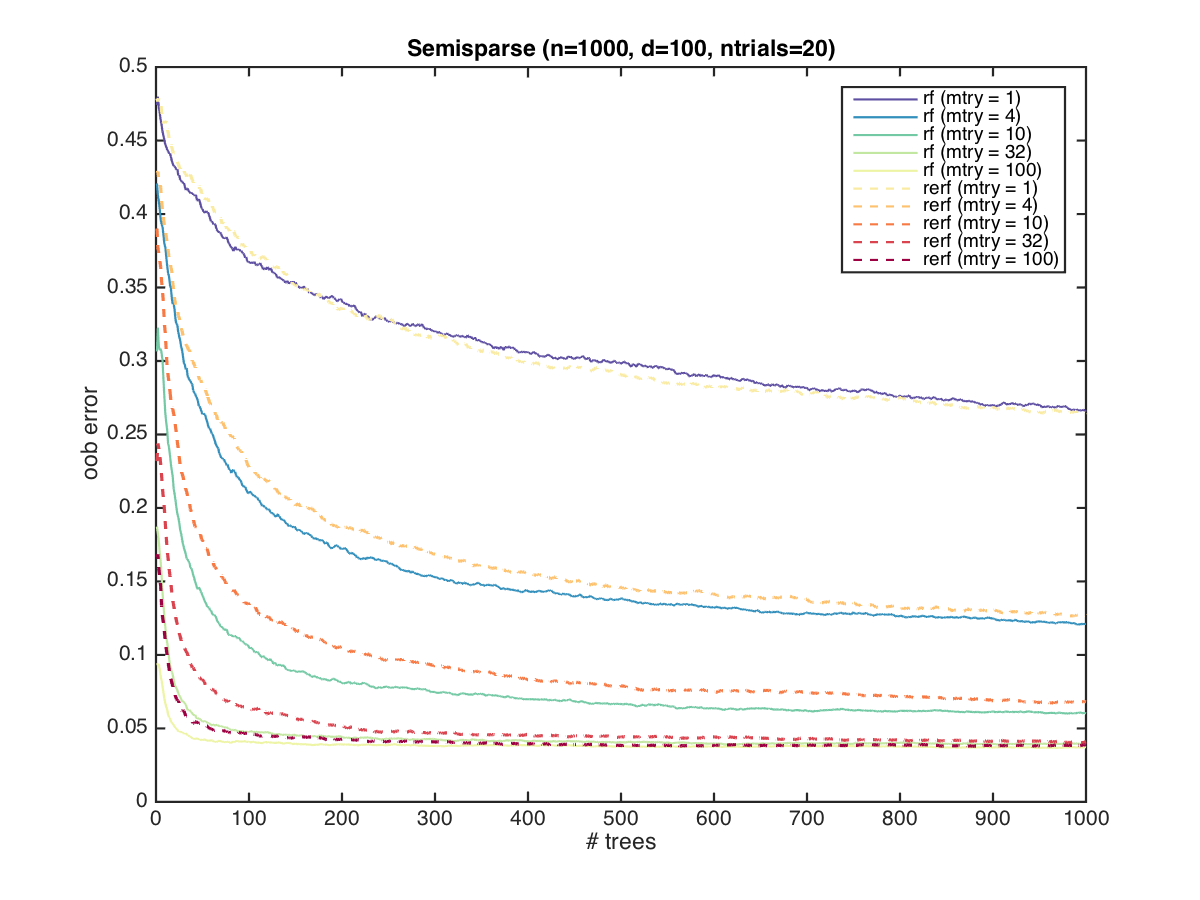 Semisparse (n=1000, d=100, ntrials=20)
0.5
0.45
0.4
0.35
0.3
0.25
0.2
0.15
0.1
0.05
0
oob error
rf (mtry = 1)
rf (mtry = 4)
rf (mtry = 10)
rf (mtry = 32)
rf (mtry = 100)
rerf (mtry = 1)
rerf (mtry = 4)
rerf (mtry = 10)
rerf (mtry = 32)
rerf (mtry = 100)
0 100 200 300 400 500 600 700 800 900 1000
# trees